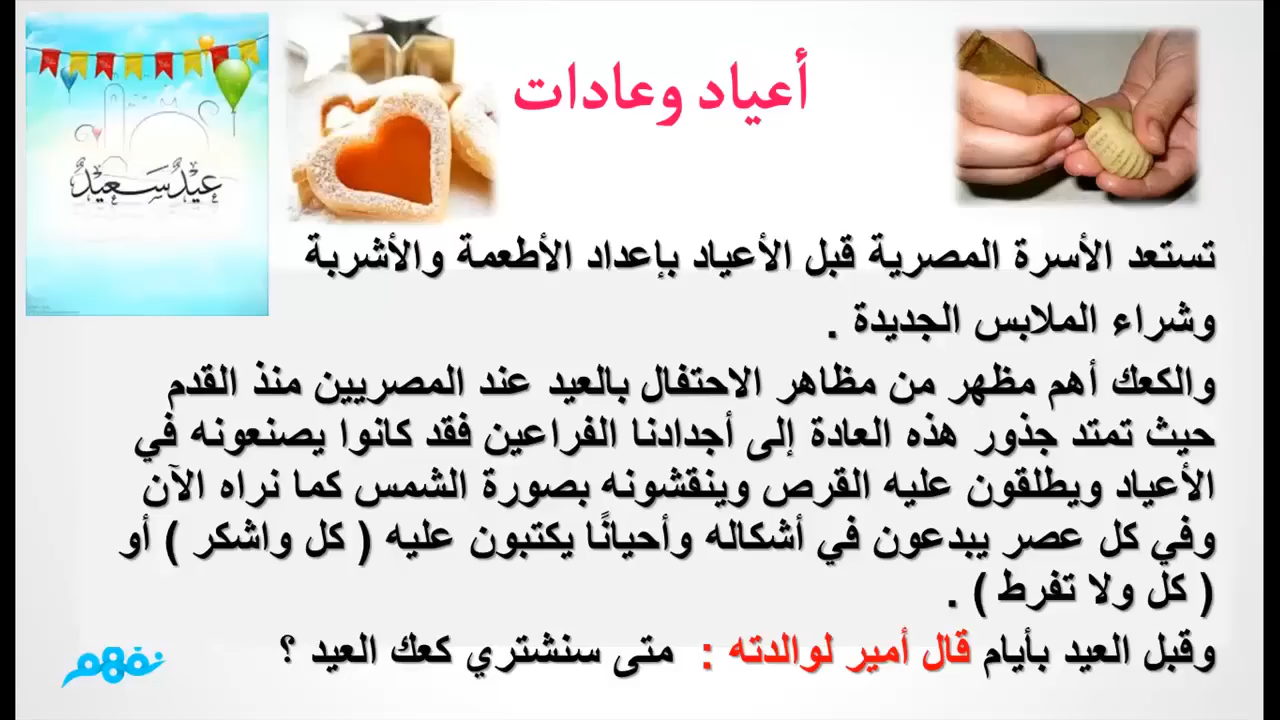 أعياد وعادات
عيد سعيد
تستعد الأسرة المصرية قبل الأعياد بإعداد الأطعمة والأشربة
وشراء الملابس الجديدة .
والكعك أهم مظهر من مظاهر الاحتفال بالعيد عند المصريين منذ القدم
حيث تمتد جذور هذه العادة إلى أجدادنا الفراعين فقد كانوا يصنعونه في
الأعياد ويطلقون عليه القرص وينقشونه بصورة الشمس كما نراه الآن
وفي كل عصر يبدعون في أشكاله وأحيانًا يكتبون عليه ( كل واشكر ) أو
( كل ولا تفرط ) .
وقبل العيد بأيام قال أمير لوالدته : متى سنشتري كعك العيد ؟
نفهم